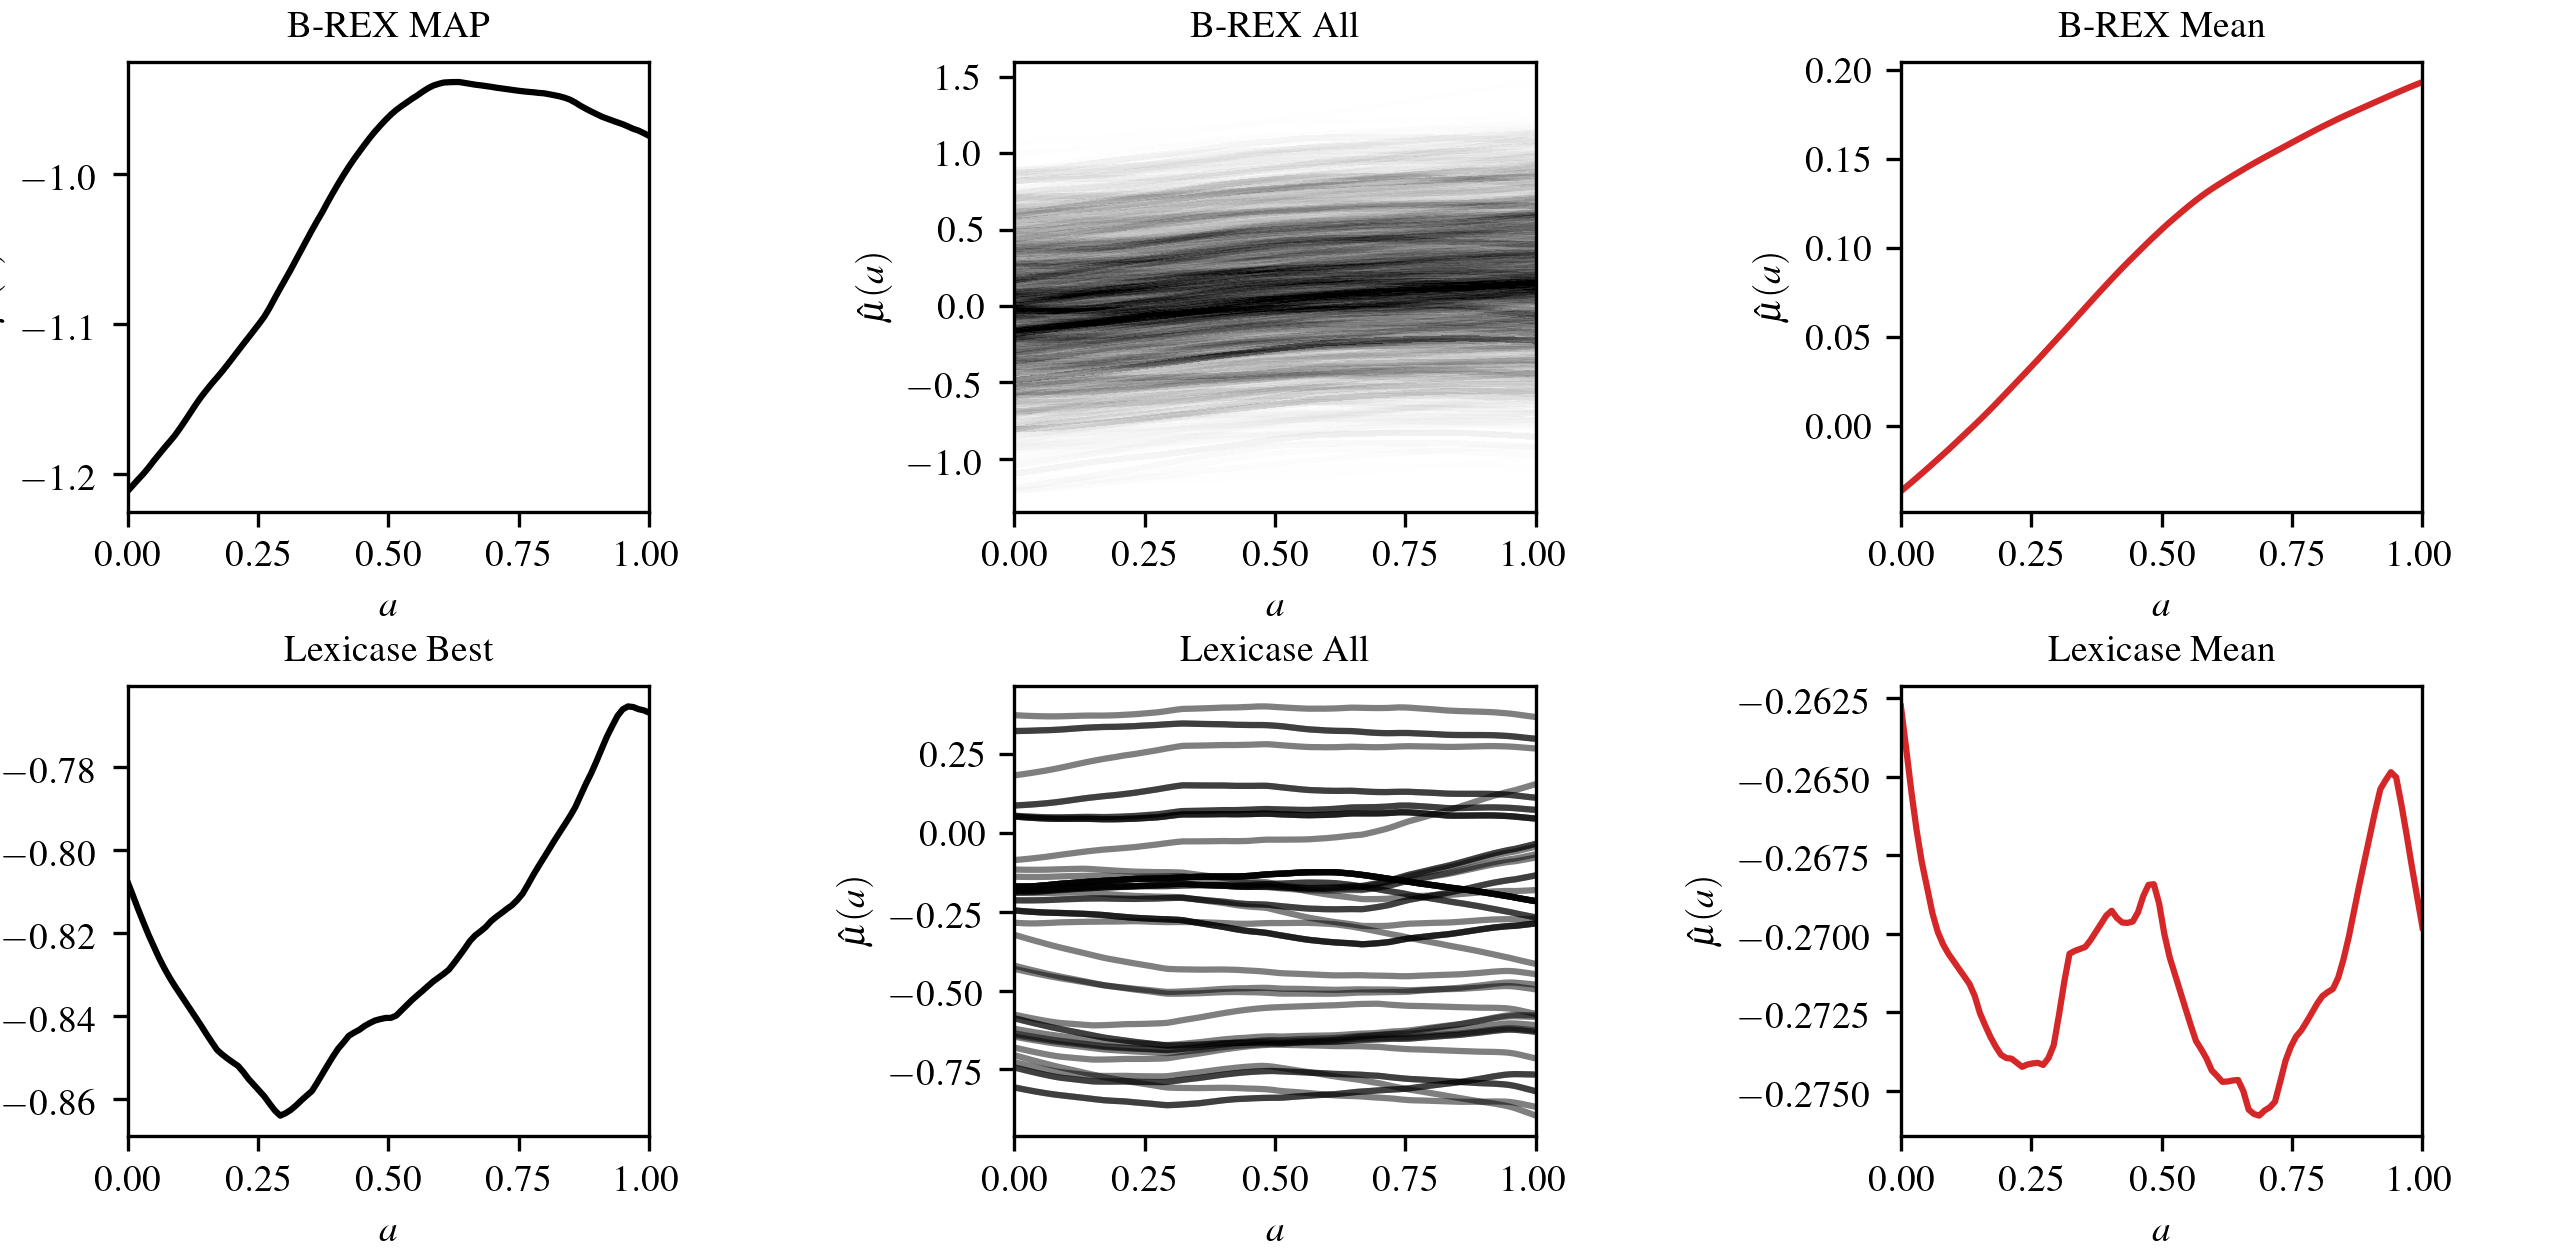 B-REX MAP
−1.0
−1.1
−1.2
0.00 0.25 0.50 0.75 1.00
a
B-REX All
1.5
1.0
0.5
0.0
−0.5
−1.0
μ̂(a)
0.00 0.25 0.50 0.75 1.00
a
B-REX Mean
0.20
0.15
0.10
0.05
0.00
μ̂(a)
0.00 0.25 0.50 0.75 1.00
a
Lexicase Best
−0.78
−0.80
−0.82
−0.84
−0.86
0.00 0.25 0.50 0.75 1.00
a
Lexicase All
0.25
0.00
−0.25
−0.50
−0.75
μ̂(a)
0.00 0.25 0.50 0.75 1.00
a
Lexicase Mean
−0.2625
−0.2650
−0.2675
−0.2700
−0.2725
−0.2750
μ̂(a)
0.00 0.25 0.50 0.75 1.00
a